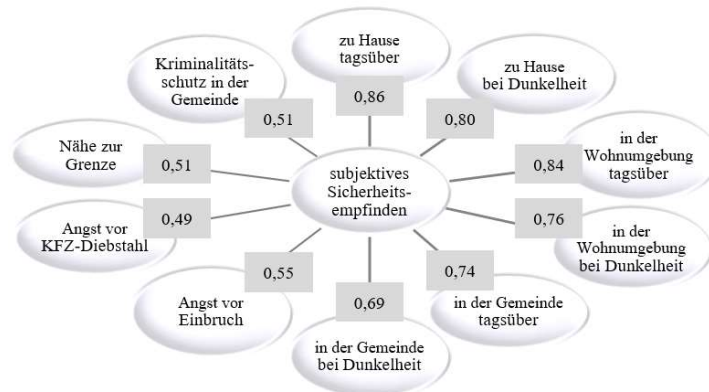 zu Hause
tagsüber
0,86
zu Hause
bei Dunkelheit
0,80
in der
Wohnumgebung
tagsüber
0,84
in der
Wohnumgebung
bei Dunkelheit
0,76
in der Gemeinde
tagsüber
0,74
in der Gemeinde
bei Dunkelheit
0,69
Angst vor
Einbruch
0,55
Angst vor
KFZ-Diebstahl
0,49
Nähe zur
Grenze
0,51
Kriminalitäts-
schutz in der
Gemeinde
0,51
subjektives
Sicherheits-
empfinden